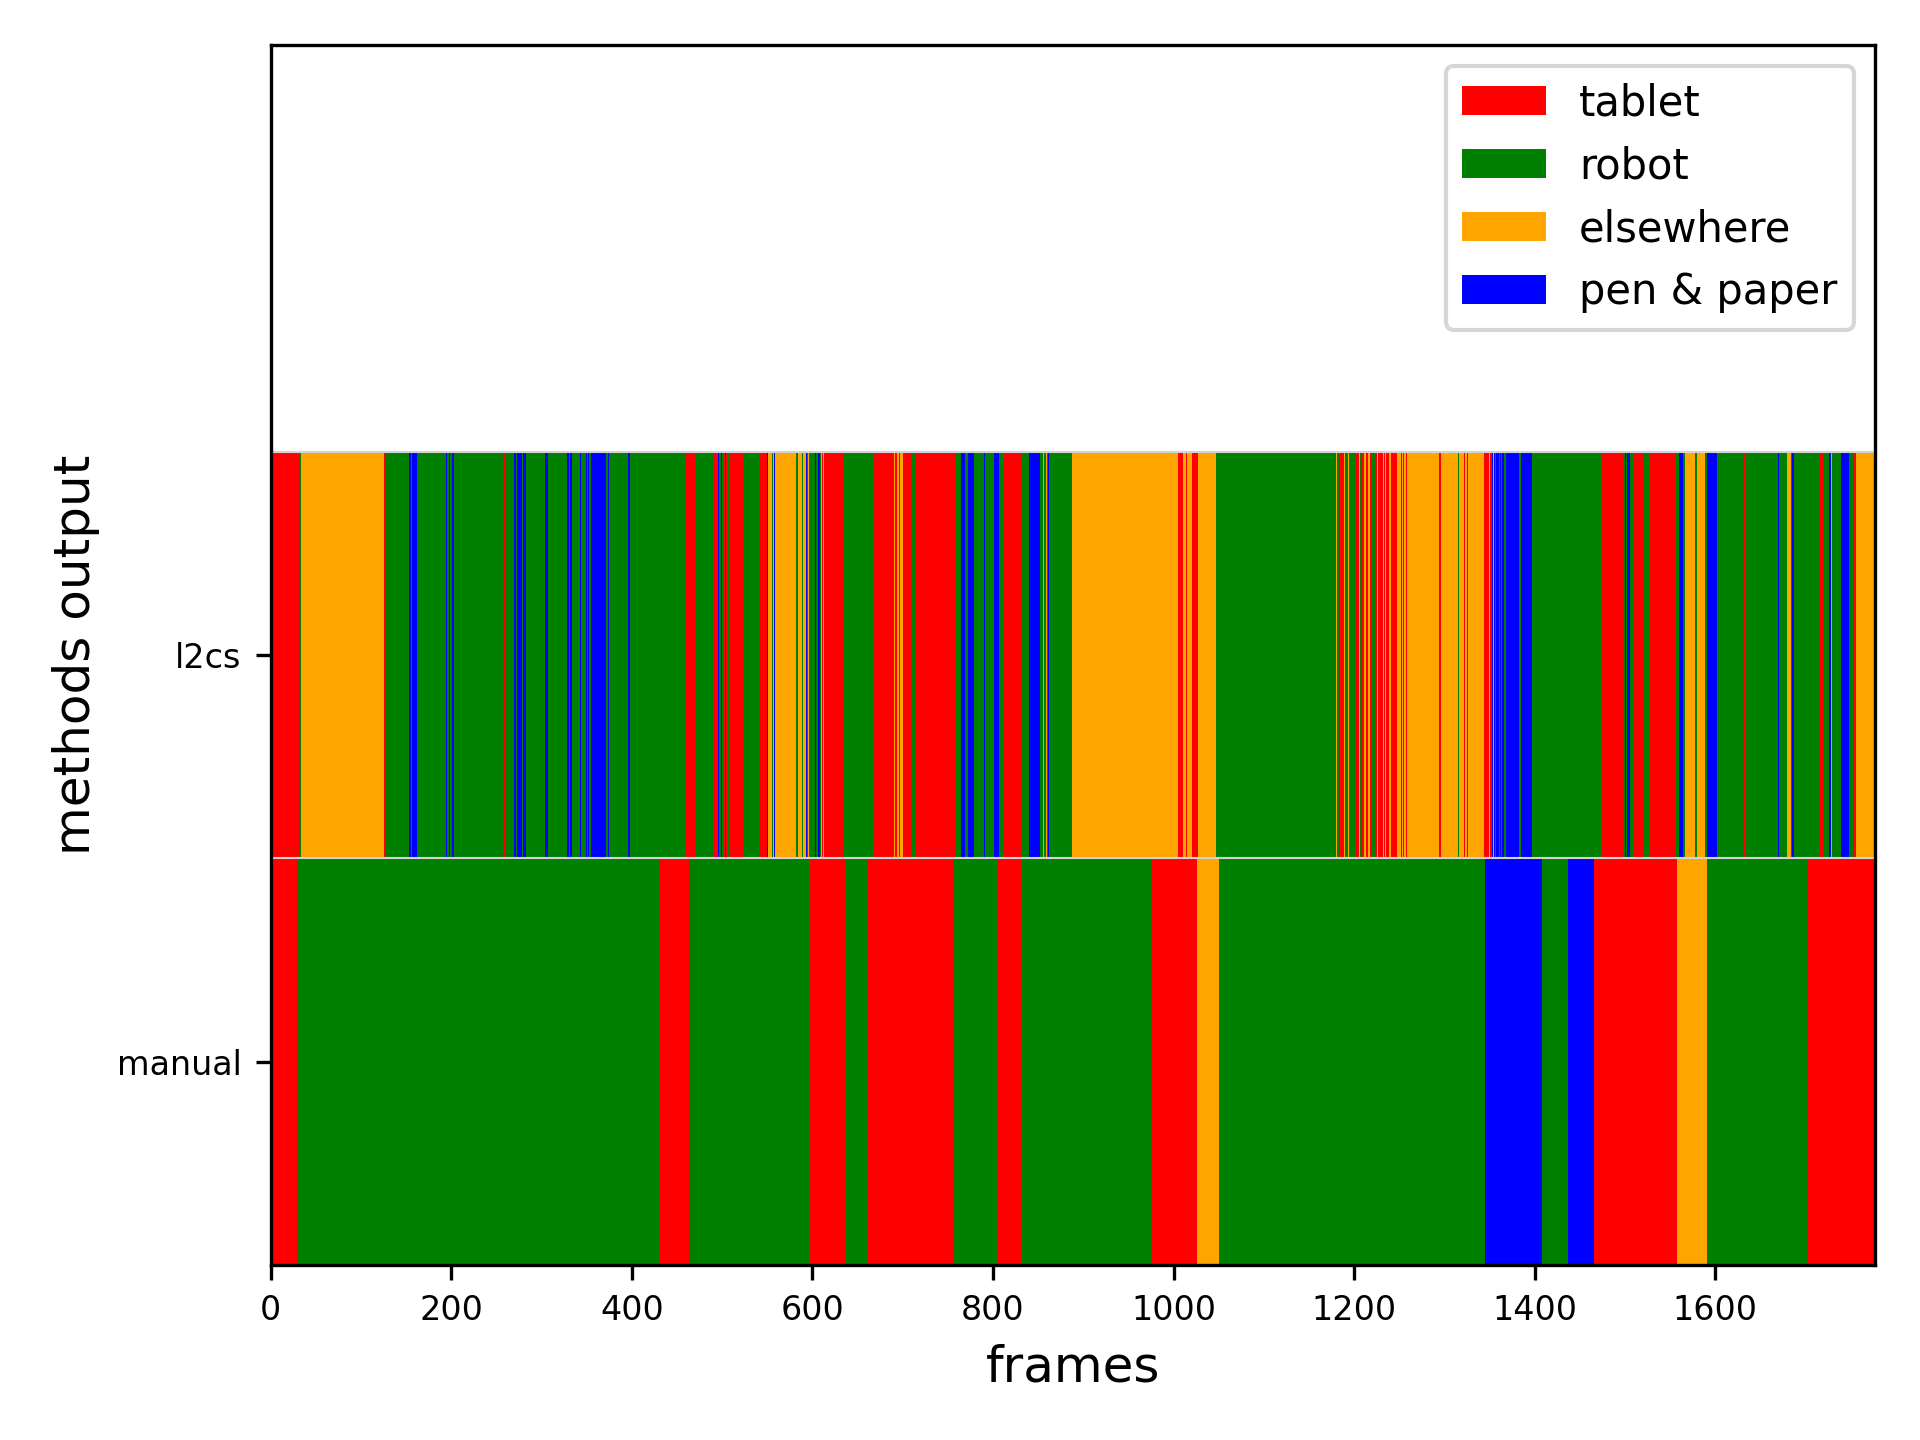 tablet
robot
elsewhere
pen & paper
methods output
l2cs
manual
0 200 400 600 800 1000 1200 1400 1600
frames